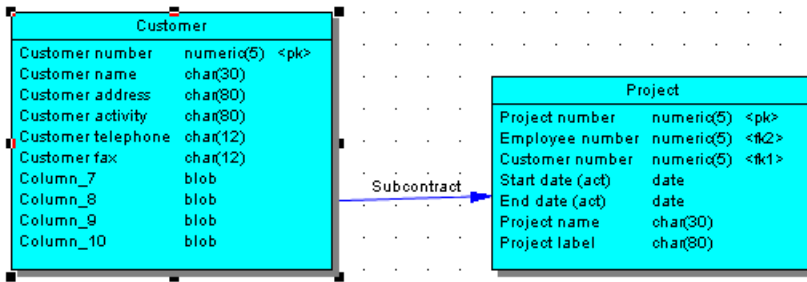 Customer
Customer number numeric(5) <pk>
Customer name char(30)
Customer address char(80)
Customer activity char(80)
Customer telephone char(12)
Customer fax char(12)
Column_7 blob
Column_8 blob
Column_9 blob
Column_10 blob
Subcontract
Project
Project number numeric(5) <pk>
Employee number numeric(5) <fk2>
Customer number numeric(5) <fk1>
Start date (act) date
End date (act) date
Project name char(30)
Project label char(80)